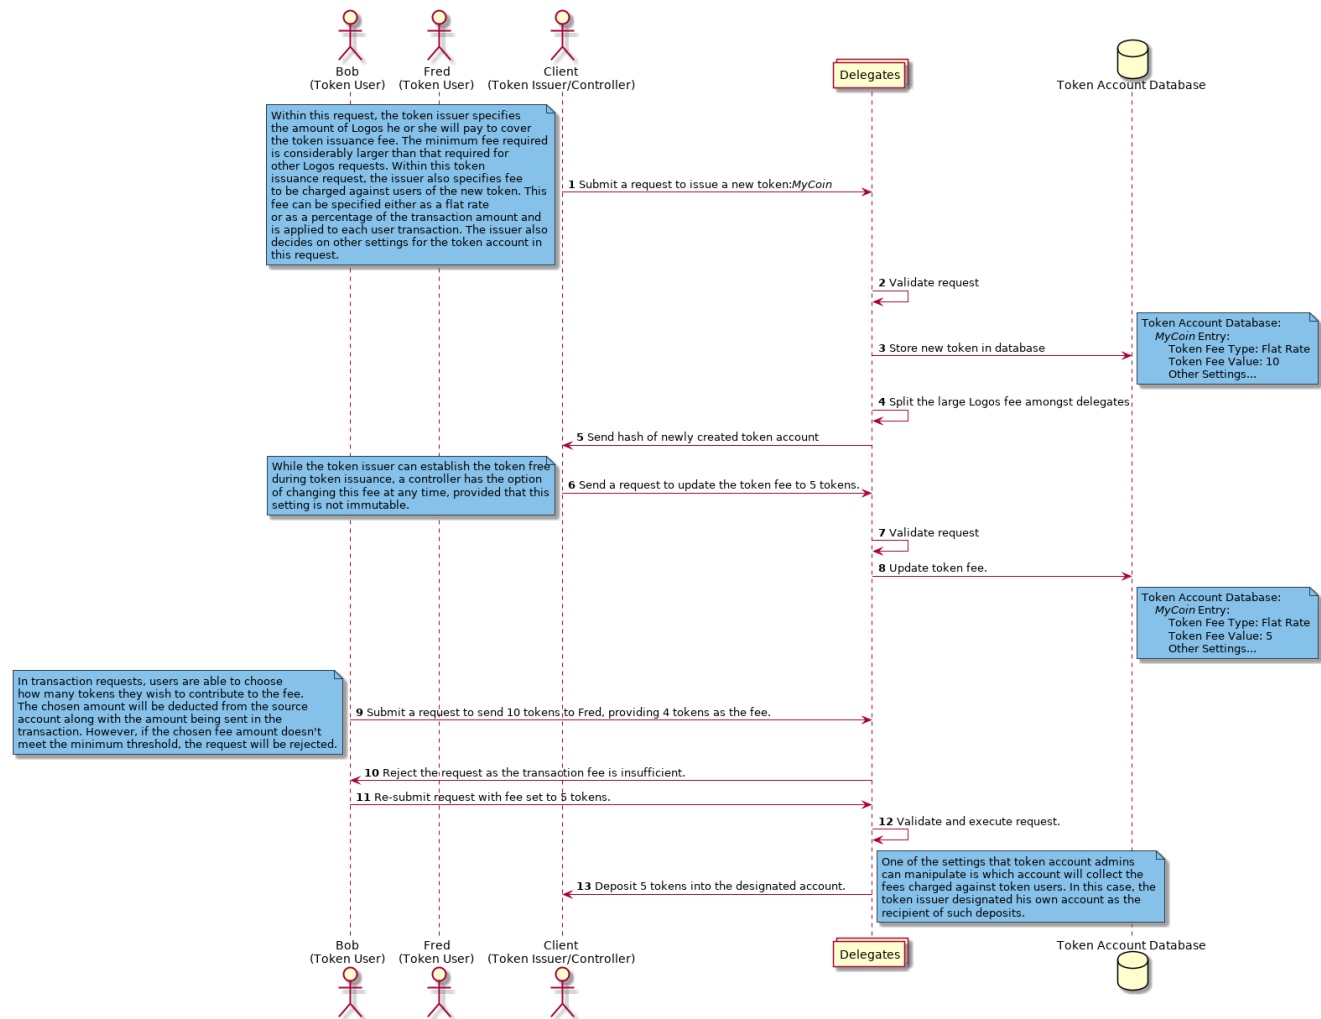 Bob
(Token User)
Fred
(Token User)
Client
(Token Issuer/Controller)
Delegates
Token Account Database
Within this request, the token issuer specifies
the amount of Logos he or she will pay to cover
the token issuance fee. The minimum fee required
is considerably larger than that required for
other Logos requests. Within this token
issuance request, the issuer also specifies fee
to be charged against users of the new token. This
fee can be specified either as a flat rate
or as a percentage of the transaction amount and
is applied to each user transaction. The issuer also
decides on other settings for the token account in
this request.
1 Submit a request to issue a new token:MyCoin
2 Validate request
3 Store new token in database
Token Account Database:
MyCoin Entry:
Token Fee Type: Flat Rate
Token Fee Value: 10
Other Settings...
4 Split the large Logos fee amongst delegates
5 Send hash of newly created token account
While the token issuer can establish the token free
during token issuance, a controller has the option
of changing this fee at any time, provided that this
setting is not immutable.
6 Send a request to update the token fee to 5 tokens.
7 Validate request
8 Update token fee.
Token Account Database:
MyCoin Entry:
Token Fee Type: Flat Rate
Token Fee Value: 5
Other Settings...
In transaction requests, users are able to choose
how many tokens they wish to contribute to the fee.
The chosen amount will be deducted from the source
account along with the amount being sent in the
transaction. However, if the chosen fee amount doesn't
meet the minimum threshold, the request will be rejected.
9 Submit a request to send 10 tokens to Fred, providing 4 tokens as the fee.
10 Reject the request as the transaction fee is insufficient.
11 Re-submit request with fee set to 5 tokens.
12 Validate and execute request.
13 Deposit 5 tokens into the designated account.
One of the settings that token account admins
can manipulate is which account will collect the
fees charged against token users. In this case, the
token issuer designated his own account as the
recipient of such deposits.
Bob
(Token User)
Fred
(Token User)
Client
(Token Issuer/Controller)
Delegates
Token Account Database